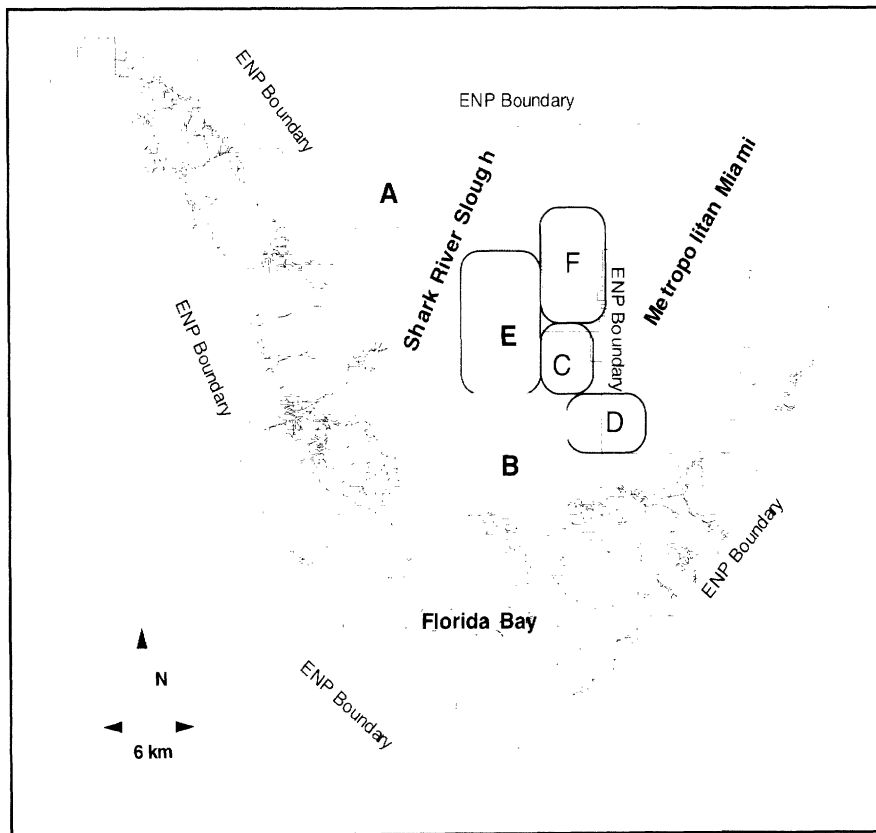 ENP Boundary
ENP Boundary
A
Shark River Slough
Metropolitan Miami
F
ENP Boundary
ENP Boundary
E
C
D
B
ENP Boundary
Florida Bay
N
ENP Boundary
6 km